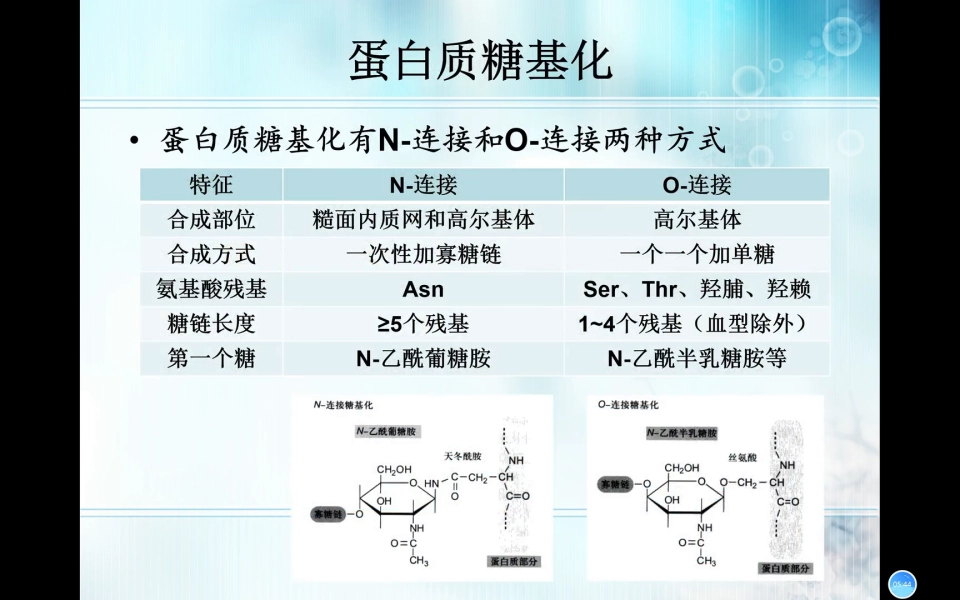 蛋白质糖基化
• 蛋白质糖基化有N-连接和O-连接两种方式
特征 N-连接 O-连接
合成部位 糙面内质网和高尔基体 高尔基体
合成方式 一次性加寡糖链 一个一个加单糖
氨基酸残基 Asn Ser、Thr、羟脯、羟赖
糖链长度 ≥5个残基 1~4个残基（血型除外）
第一个糖 N-乙酰葡糖胺 N-乙酰半乳糖胺等
N-连接糖基化
N-乙酰葡糖胺
天冬酰胺
NH
CH₂OH
O
HN
C-CH₂-CH
O
C=O
OH
寡糖链
O
NH
O=C
CH₃
蛋白质部分
O-连接糖基化
N-乙酰半乳糖胺
丝氨酸
NH
CH₂OH
寡糖链
O
O
O-CH₂-CH
OH
C=O
NH
O=C
CH₃
蛋白质部分
05:44